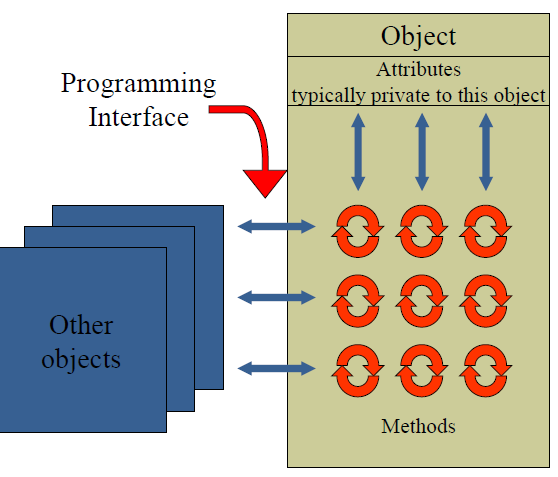 Object
Attributes
typically private to this object
Programming
Interface
Other
objects
Methods